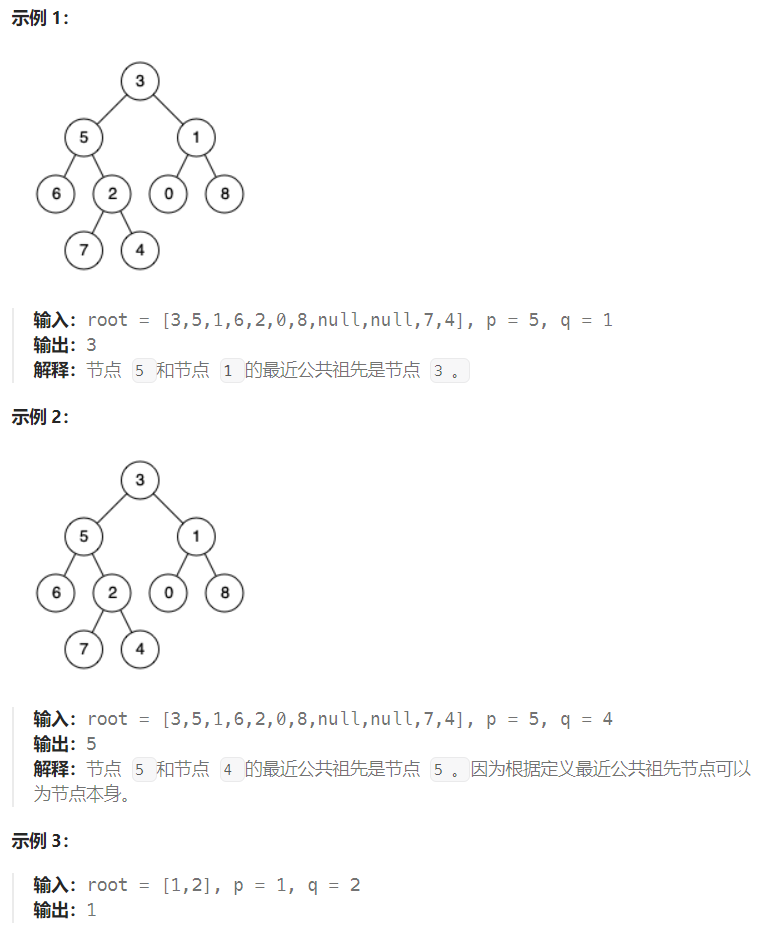 示例 1：
3
5 1
6 2 0 8
7 4
输入：root = [3,5,1,6,2,0,8,null,null,7,4], p = 5, q = 1
输出：3
解释：节点 5 和节点 1 的最近公共祖先是节点 3 。
示例 2：
3
5 1
6 2 0 8
7 4
输入：root = [3,5,1,6,2,0,8,null,null,7,4], p = 5, q = 4
输出：5
解释：节点 5 和节点 4 的最近公共祖先是节点 5 。因为根据定义最近公共祖先节点可以
为节点本身。
示例 3：
输入：root = [1,2], p = 1, q = 2
输出：1